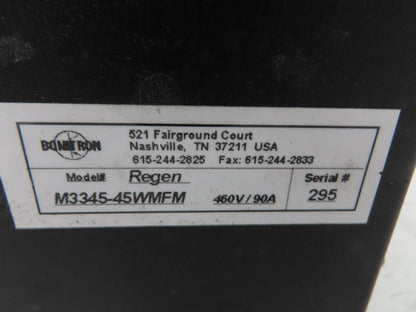 BONITRON
521 Fairground Court
Nashville, TN 37211 USA
615-244-2825 Fax: 615-244-2833
Model# Regen Serial #
M3345-45WMFM 460V / 90A 295